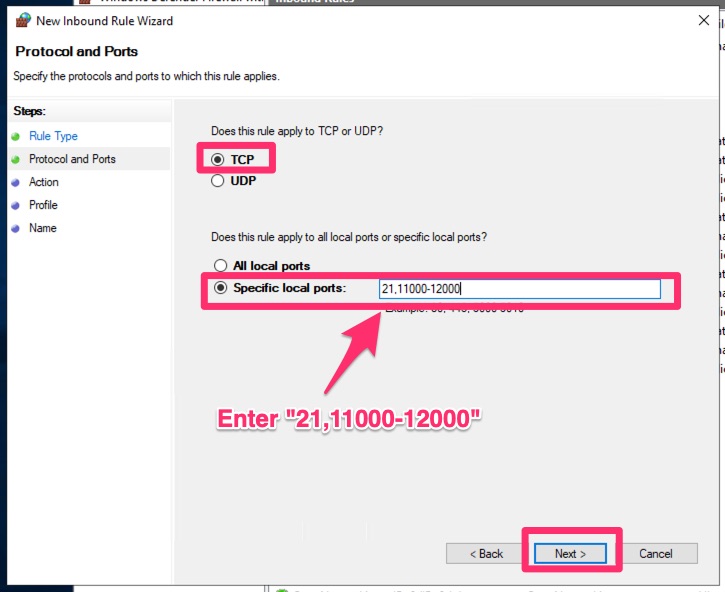 Inbound Rules
New Inbound Rule Wizard
Protocol and Ports
Specify the protocols and ports to which this rule applies.
Steps:
Rule Type
Protocol and Ports
Action
Profile
Name
Does this rule apply to TCP or UDP?
TCP
UDP
Does this rule apply to all local ports or specific local ports?
All local ports
Specific local ports:
21,11000-12000
Enter "21,11000-12000"
< Back
Next >
Cancel